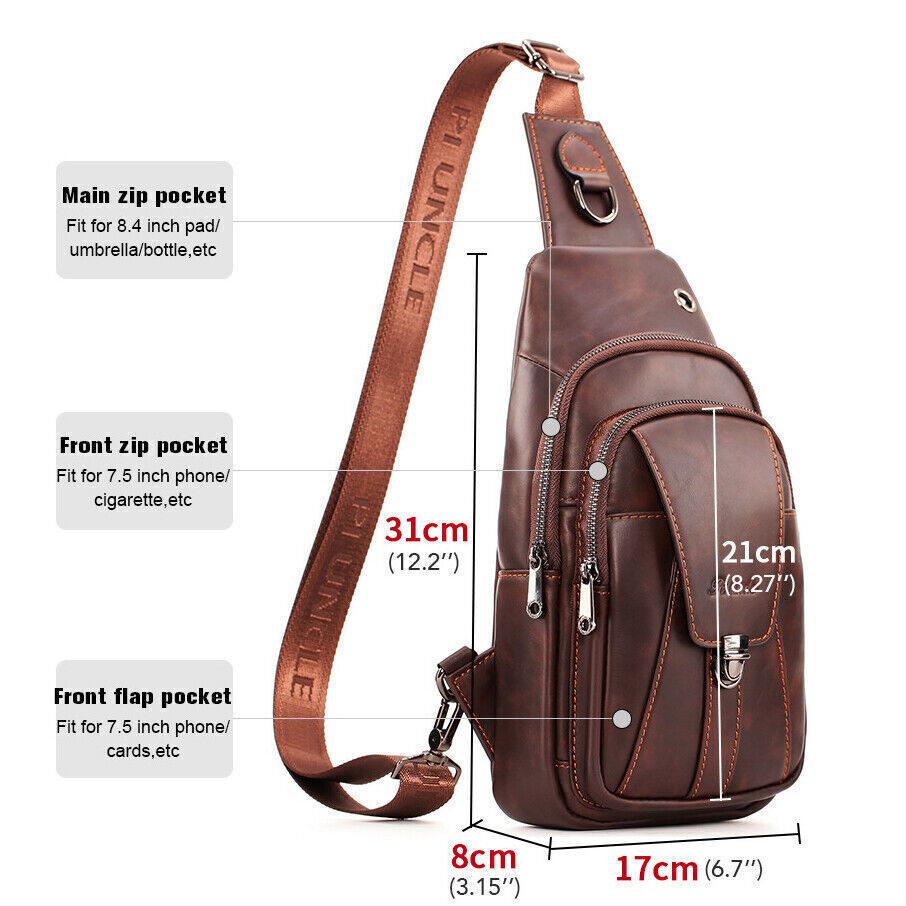 PI UNCLE
Main zip pocket
Fit for 8.4 inch pad/
umbrella/bottle,etc
Front zip pocket
Fit for 7.5 inch phone/
cigarette,etc
PI UNCLE
31cm
(12.2’’)
21cm
(8.27’’)
Front flap pocket
Fit for 7.5 inch phone/
cards,etc
8cm
(3.15’’)
17cm (6.7’’)